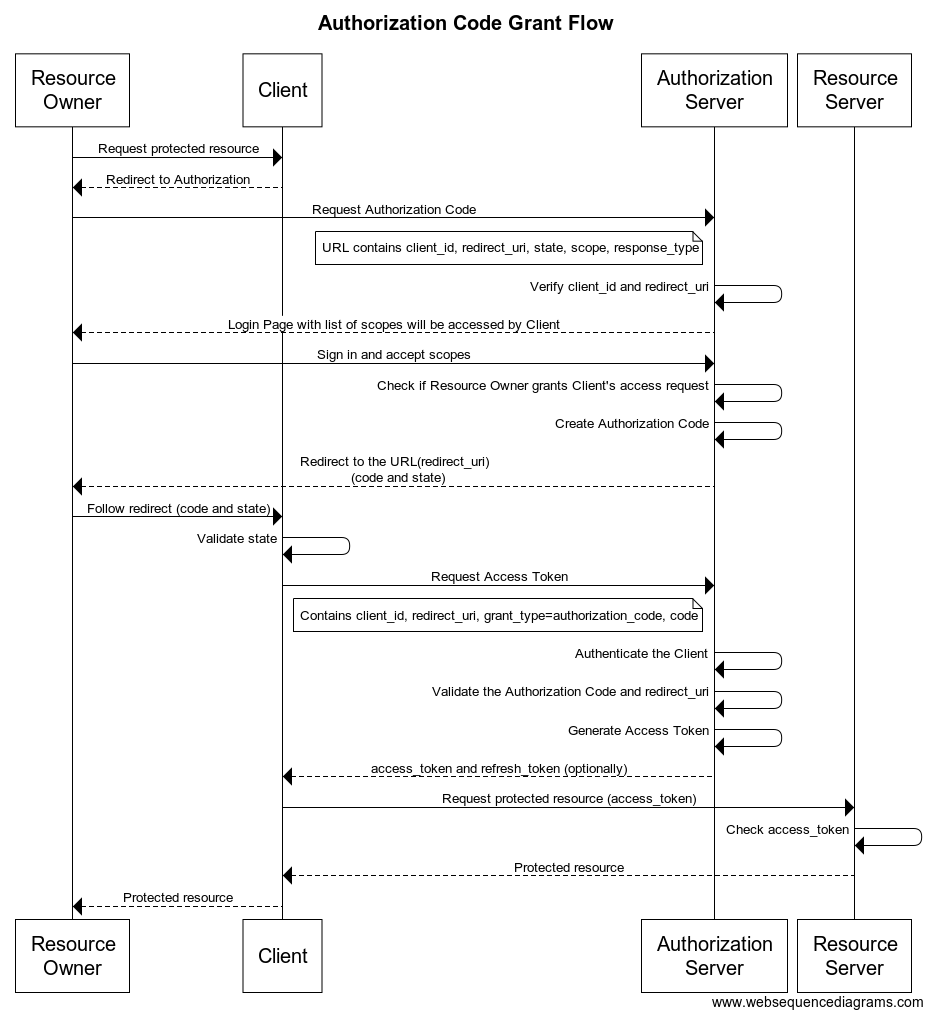 Authorization Code Grant Flow
Resource
Owner
Client
Authorization
Server
Resource
Server
Request protected resource
Redirect to Authorization
Request Authorization Code
URL contains client_id, redirect_uri, state, scope, response_type
Verify client_id and redirect_uri
Login Page with list of scopes will be accessed by Client
Sign in and accept scopes
Check if Resource Owner grants Client's access request
Create Authorization Code
Redirect to the URL(redirect_uri)
(code and state)
Follow redirect (code and state)
Validate state
Request Access Token
Contains client_id, redirect_uri, grant_type=authorization_code, code
Authenticate the Client
Validate the Authorization Code and redirect_uri
Generate Access Token
access_token and refresh_token (optionally)
Request protected resource (access_token)
Check access_token
Protected resource
Protected resource
Resource
Owner
Client
Authorization
Server
Resource
Server
www.websequencediagrams.com